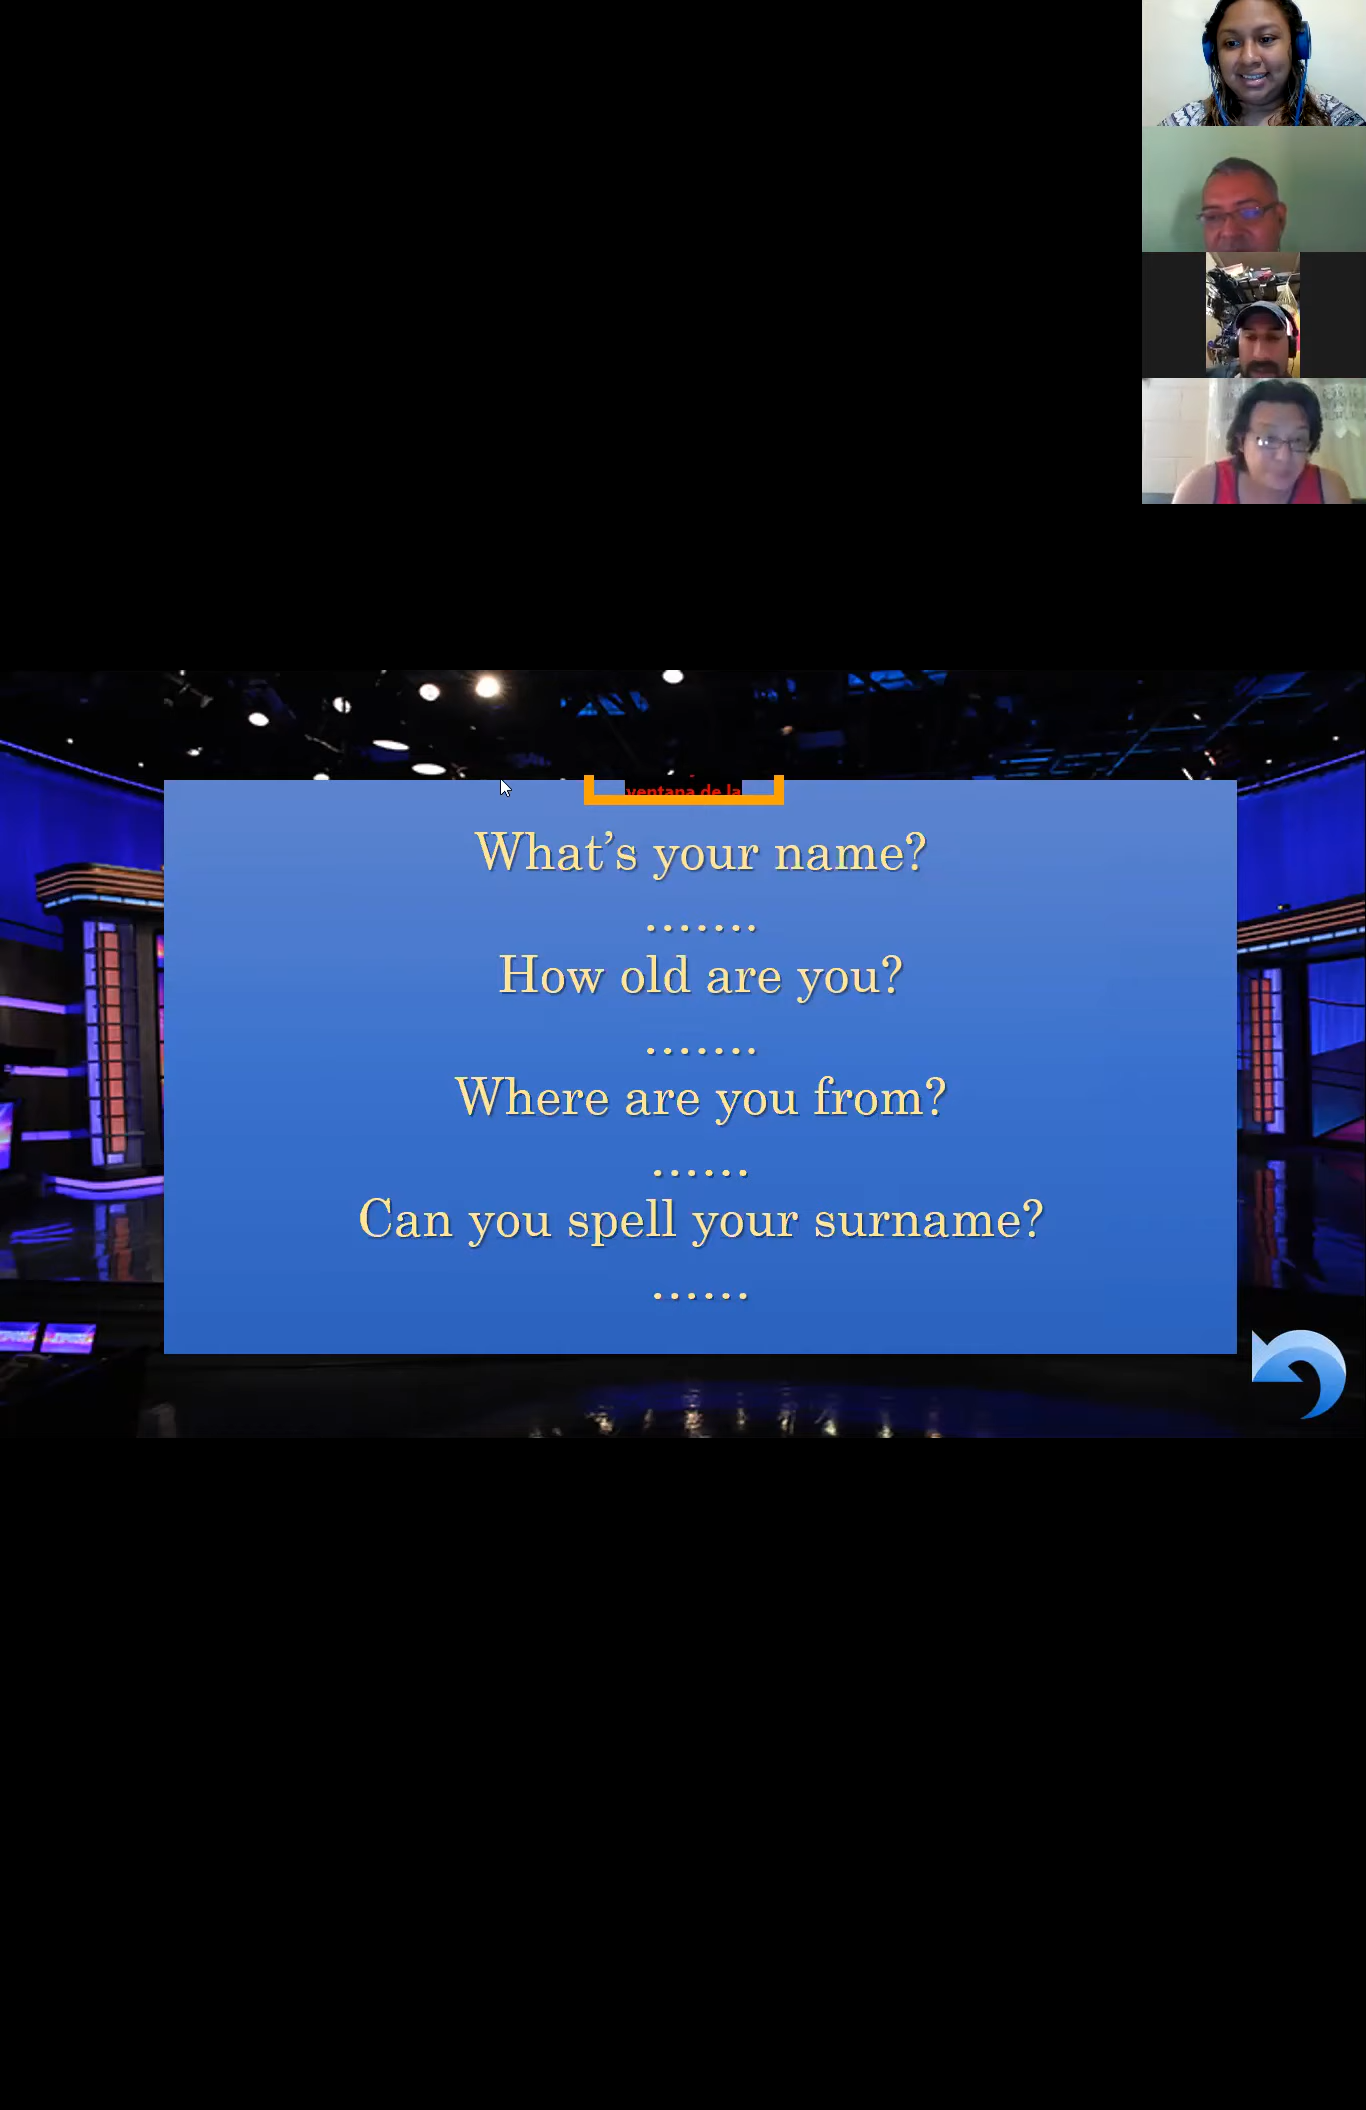 ventana de la
What's your name?
.......
How old are you?
.......
Where are you from?
......
Can you spell your surname?
......